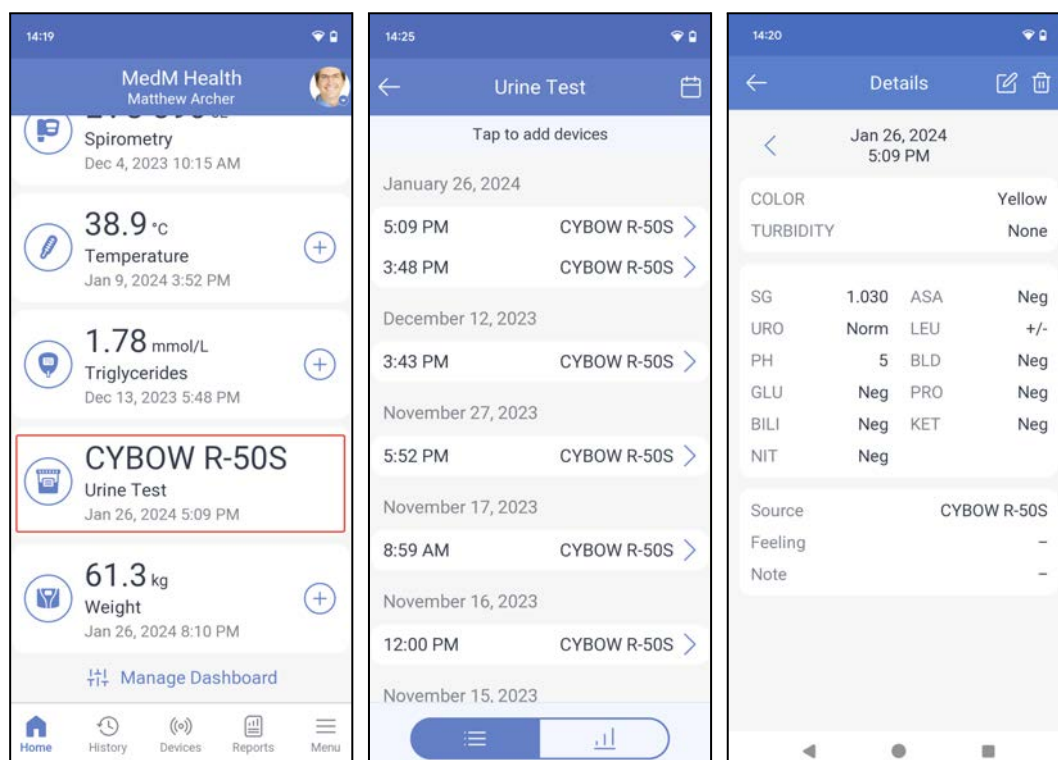 14:19
MedM Health
Matthew Archer
Spirometry
Dec 4, 2023 10:15 AM
38.9 °C
Temperature
Jan 9, 2024 3:52 PM
1.78 mmol/L
Triglycerides
Dec 13, 2023 5:48 PM
CYBOW R-50S
Urine Test
Jan 26, 2024 5:09 PM
61.3 kg
Weight
Jan 26, 2024 8:10 PM
Manage Dashboard
Home History Devices Reports Menu
14:25
Urine Test
Tap to add devices
January 26, 2024
5:09 PM CYBOW R-50S
3:48 PM CYBOW R-50S
December 12, 2023
3:43 PM CYBOW R-50S
November 27, 2023
5:52 PM CYBOW R-50S
November 17, 2023
8:59 AM CYBOW R-50S
November 16, 2023
12:00 PM CYBOW R-50S
November 15, 2023
14:20
Details
Jan 26, 2024
5:09 PM
COLOR Yellow
TURBIDITY None
SG 1.030 ASA Neg
URO Norm LEU +/-
PH 5 BLD Neg
GLU Neg PRO Neg
BILI Neg KET Neg
NIT Neg
Source CYBOW R-50S
Feeling –
Note –